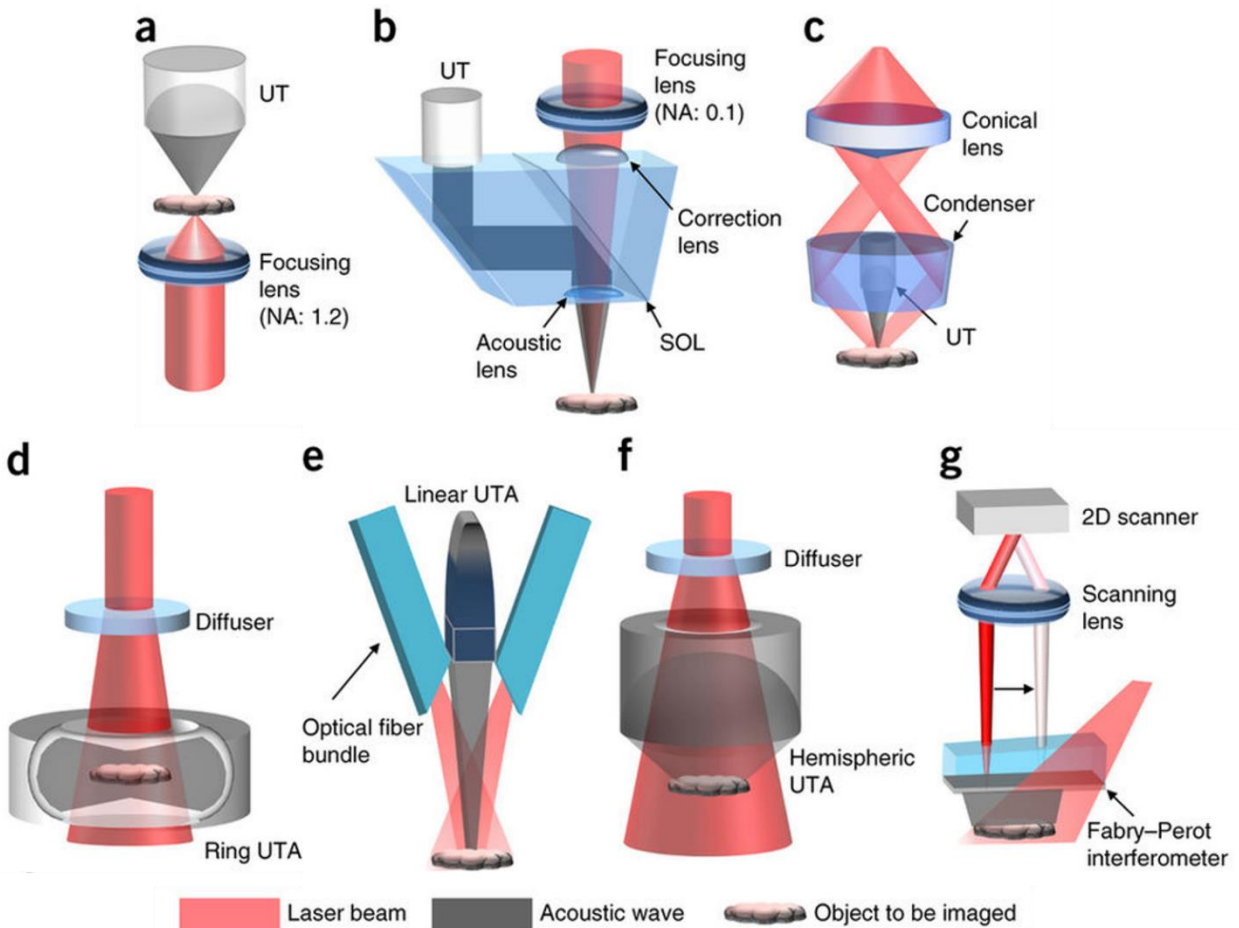 a
UT
Focusing
lens
(NA: 1.2)
b
UT
Focusing
lens
(NA: 0.1)
Correction
lens
Acoustic
lens
SOL
c
Conical
lens
Condenser
UT
d
Diffuser
Ring UTA
e
Linear UTA
Optical fiber
bundle
f
Diffuser
Hemispheric
UTA
g
2D scanner
Scanning
lens
Fabry–Perot
interferometer
Laser beam
Acoustic wave
Object to be imaged